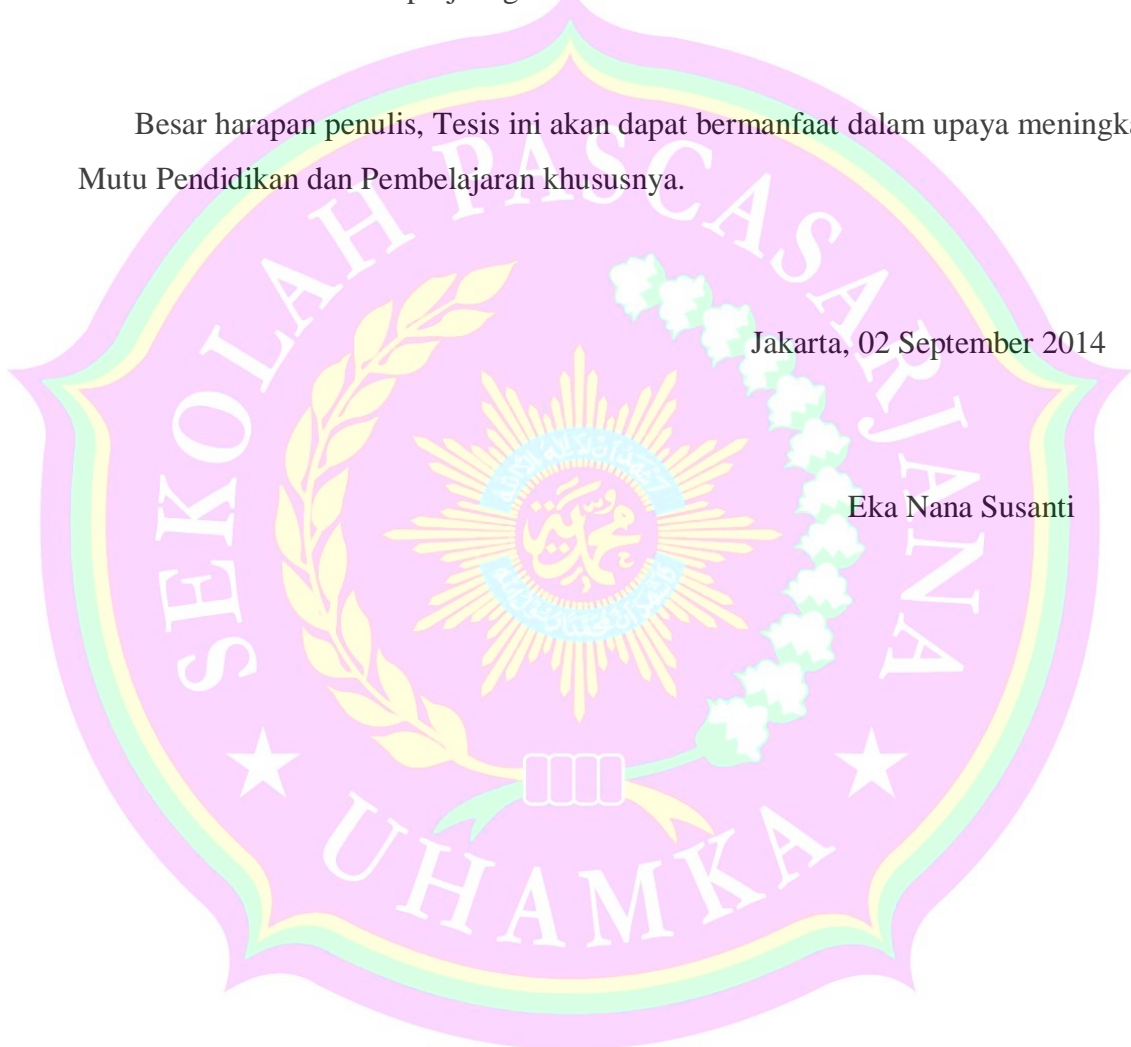 Besar harapan penulis, Tesis ini akan dapat bermanfaat dalam upaya
Mutu Pendidikan dan Pembelajaran khususnya.
Jakarta, 02 September 2014
Eka Nana Susanti
SEKOLAH PASCASARJANA
UHAMKA